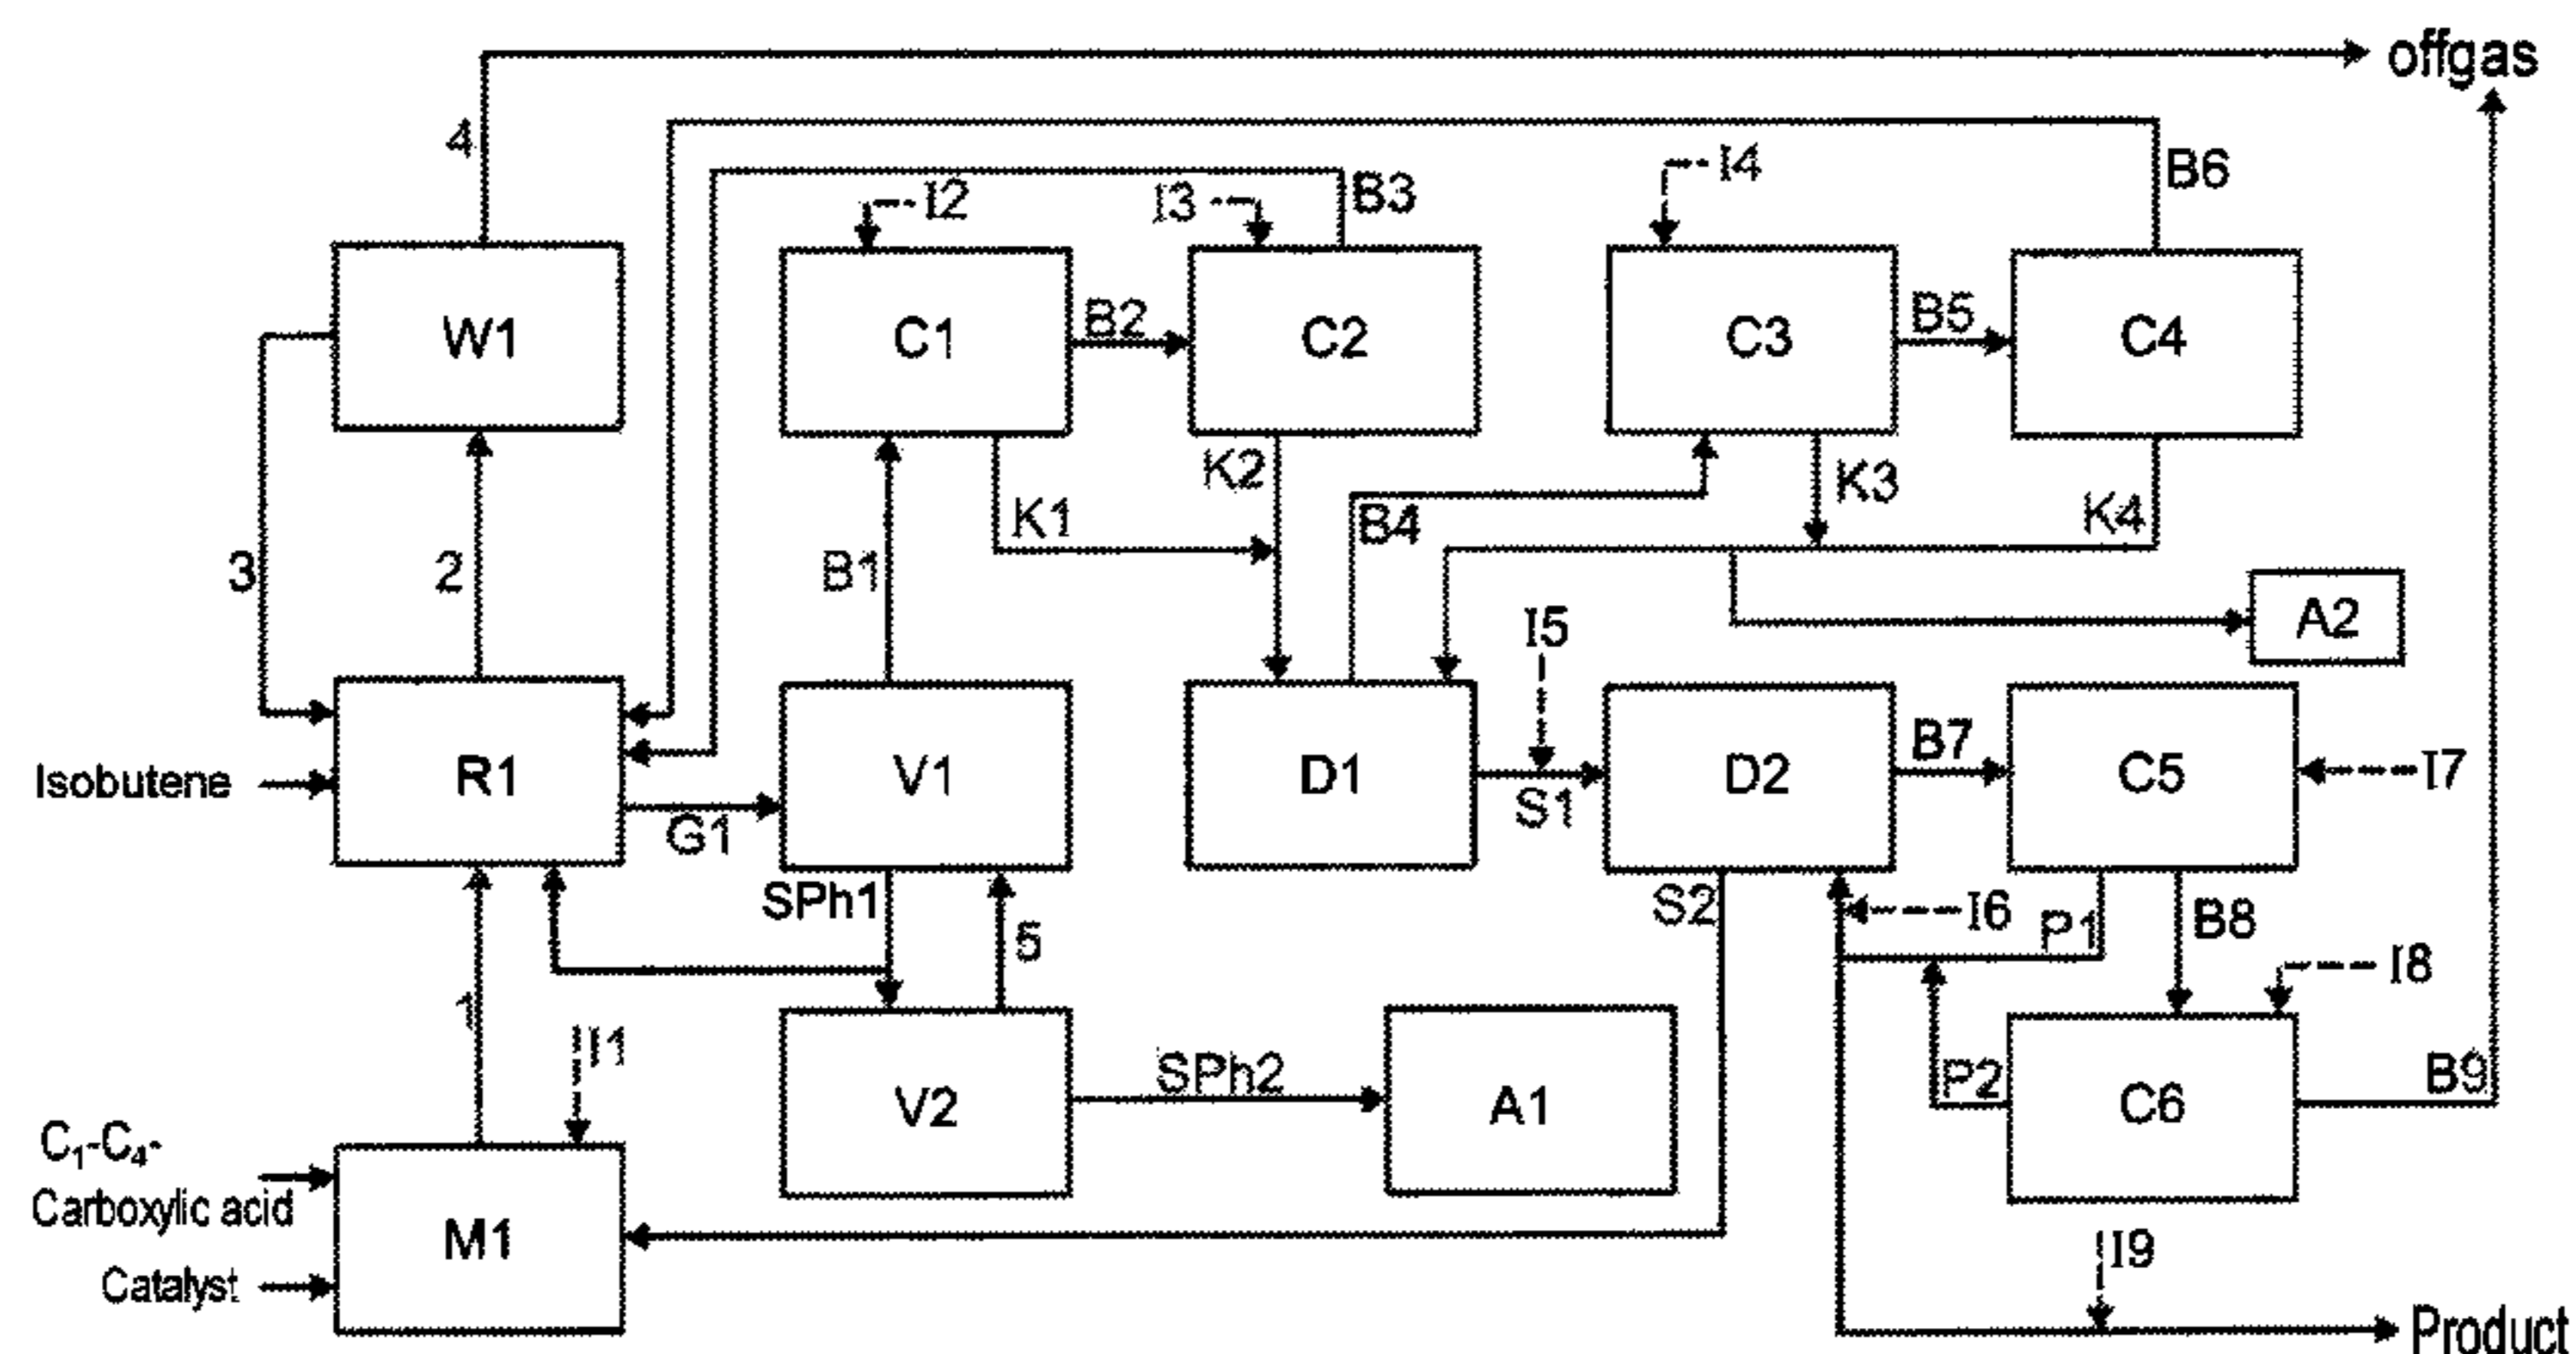 offgas
4
B6
I4
B3
I2
I3
W1
C1
B2
C2
C3
B5
C4
K2
K3
K1
B4
K4
3
2
B1
A2
I5
Isobutene
R1
G1
V1
D1
S1
D2
B7
C5
I7
SPh1
S2
I6
P1
B8
5
I8
1
I1
V2
SPh2
A1
P2
C6
B9
C₁-C₄-
Carboxylic acid
M1
Catalyst
I9
Product